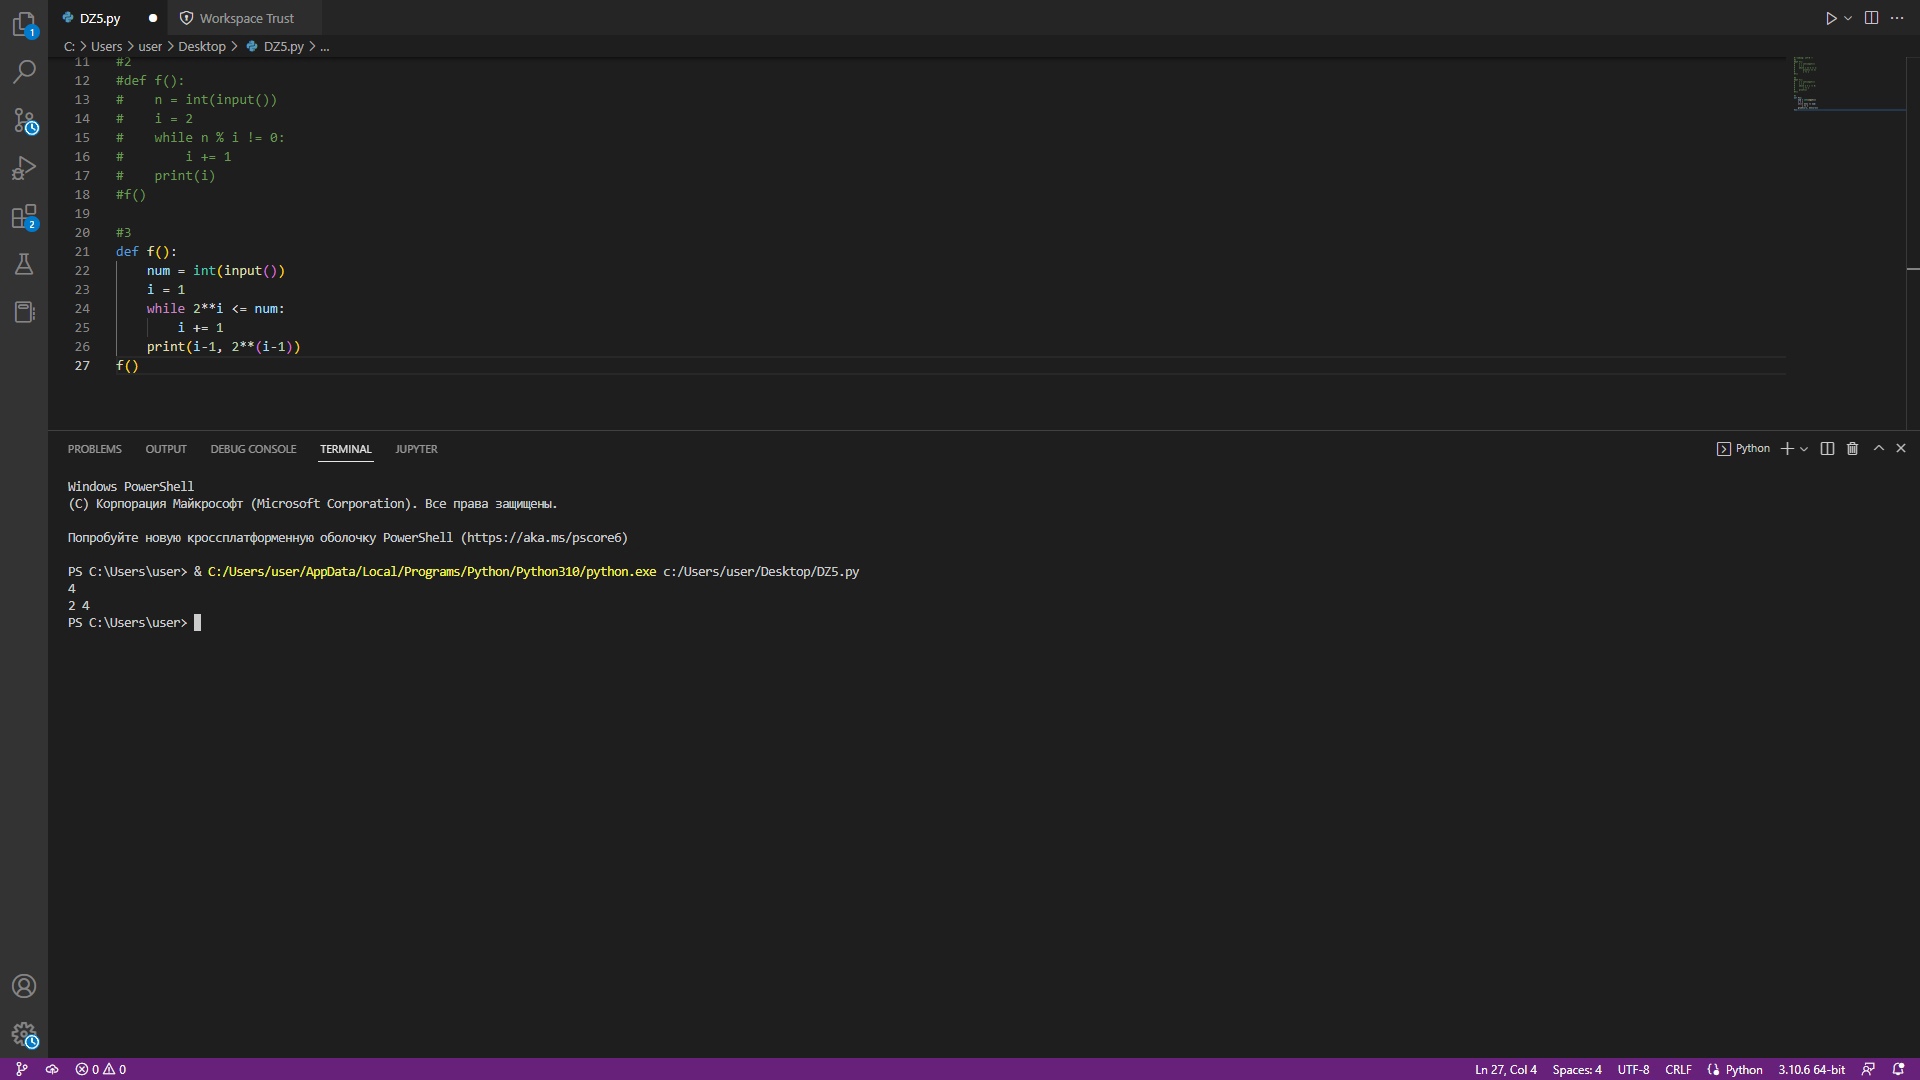 DZ5.py
Workspace Trust
C: > Users > user > Desktop > DZ5.py > ...
11 #2
12 #def f():
13 #    n = int(input())
14 #    i = 2
15 #    while n % i != 0:
16 #        i += 1
17 #    print(i)
18 #f()
19
20 #3
21 def f():
22     num = int(input())
23     i = 1
24     while 2**i <= num:
25         i += 1
26     print(i-1, 2**(i-1))
27 f()
1
2
PROBLEMS OUTPUT DEBUG CONSOLE TERMINAL JUPYTER
Python
Windows PowerShell
(C) Корпорация Майкрософт (Microsoft Corporation). Все права защищены.
Попробуйте новую кроссплатформенную оболочку PowerShell (https://aka.ms/pscore6)
PS C:\Users\user> & C:/Users/user/AppData/Local/Programs/Python/Python310/python.exe c:/Users/user/Desktop/DZ5.py
4
2 4
PS C:\Users\user>
0 0 Ln 27, Col 4 Spaces: 4 UTF-8 CRLF Python 3.10.6 64-bit